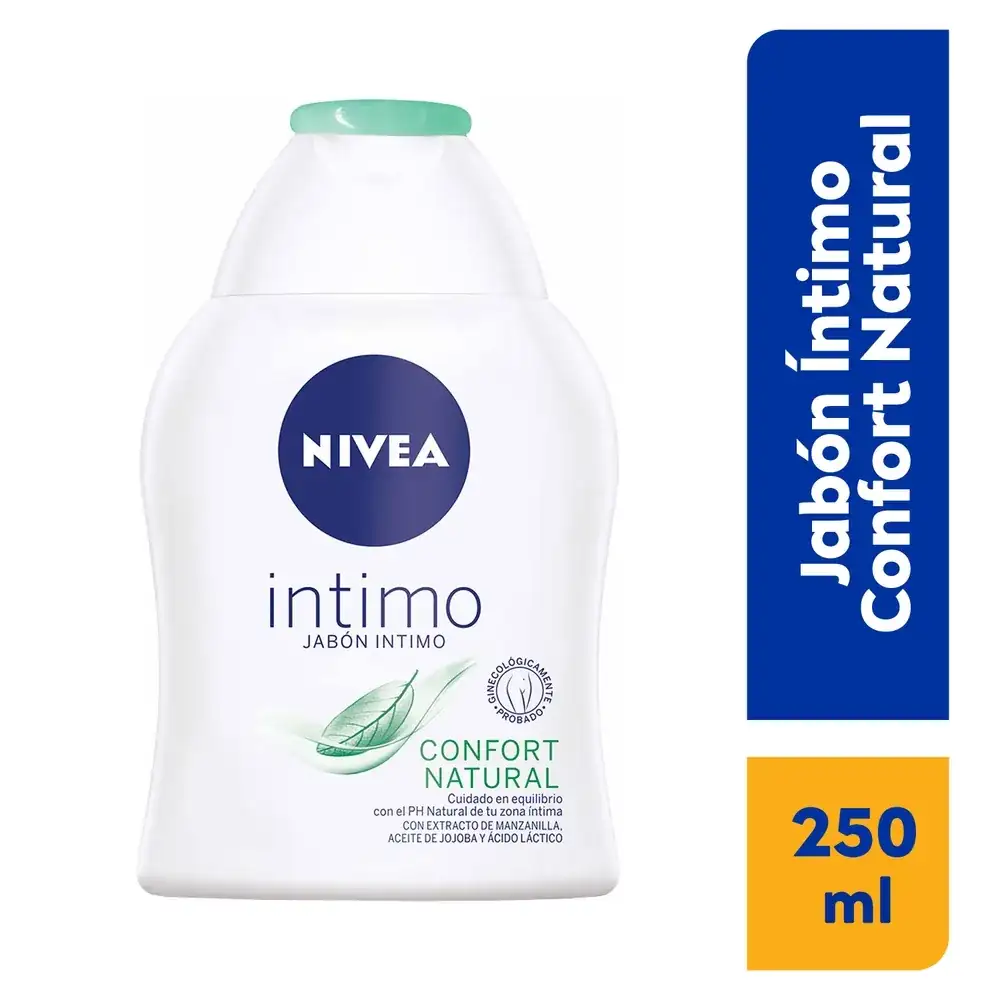 NIVEA
intimo
JABÓN INTIMO
GINECOLÓGICAMENTE
• PROBADO •
CONFORT
NATURAL
Cuidado en equilibrio
con el PH Natural de tu zona íntima
CON EXTRACTO DE MANZANILLA,
ACEITE DE JOJOBA Y ÁCIDO LÁCTICO
Jabón Íntimo
Confort Natural
250
ml